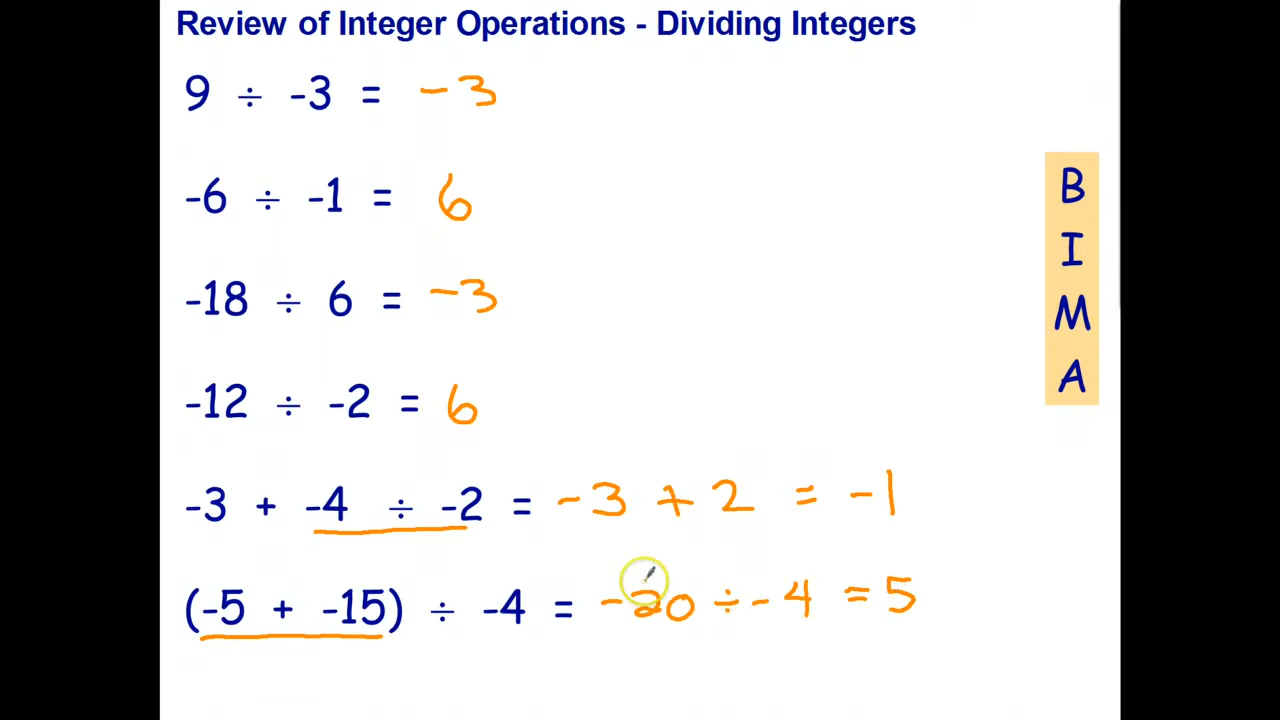 Review of Integer Operations - Dividing Integers
9 ÷ -3 = -3
-6 ÷ -1 = 6
-18 ÷ 6 = -3
-12 ÷ -2 = 6
-3 + -4 ÷ -2 = -3 + 2 = -1
(-5 + -15) ÷ -4 = -20 ÷ -4 = 5
B
I
M
A